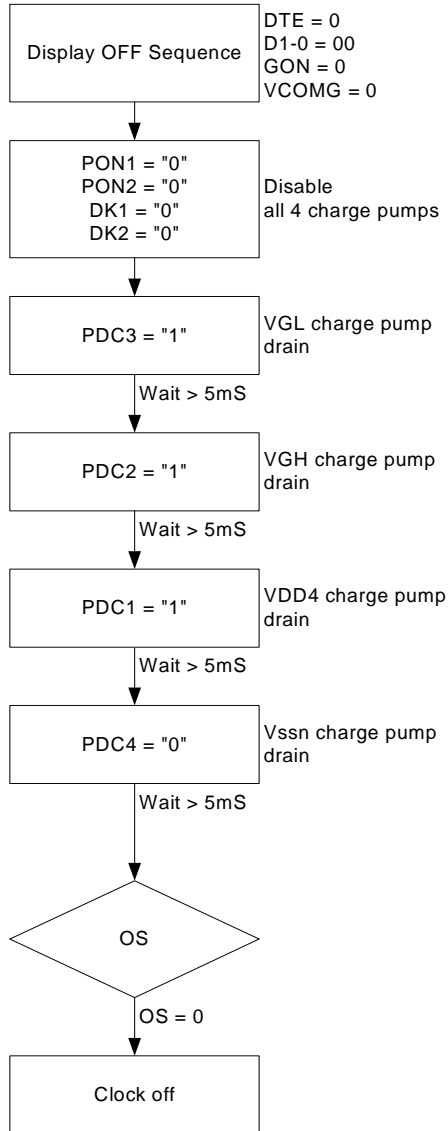 Display OFF Sequence
DTE = 0
D1-0 = 00
GON = 0
VCOMG = 0
PON1 = "0"
PON2 = "0"
DK1 = "0"
DK2 = "0"
Disable
all 4 charge pumps
PDC3 = "1"
VGL charge pump
drain
Wait > 5mS
PDC2 = "1"
VGH charge pump
drain
Wait > 5mS
PDC1 = "1"
VDD4 charge pump
drain
Wait > 5mS
PDC4 = "0"
Vssn charge pump
drain
Wait > 5mS
OS
OS = 0
Clock off